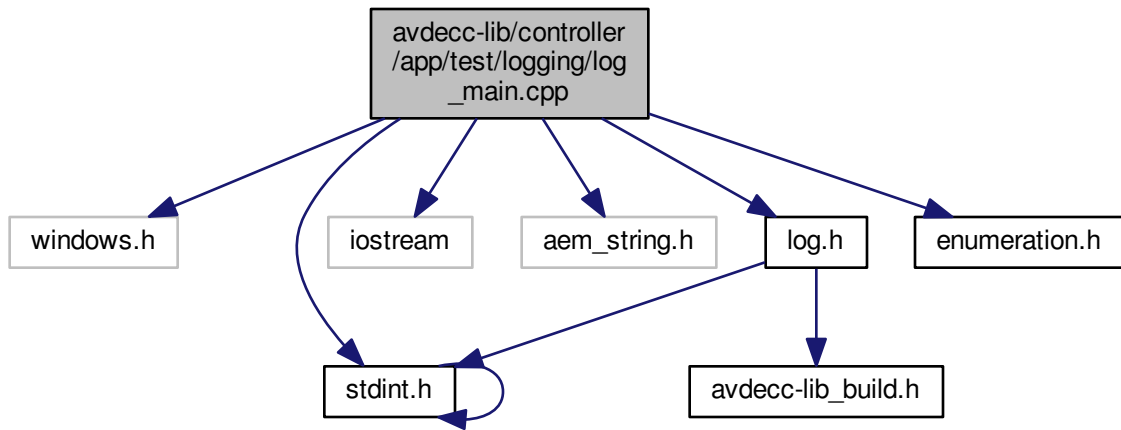 avdecc-lib/controller
/app/test/logging/log
_main.cpp
windows.h
iostream
aem_string.h
log.h
enumeration.h
stdint.h
avdecc-lib_build.h